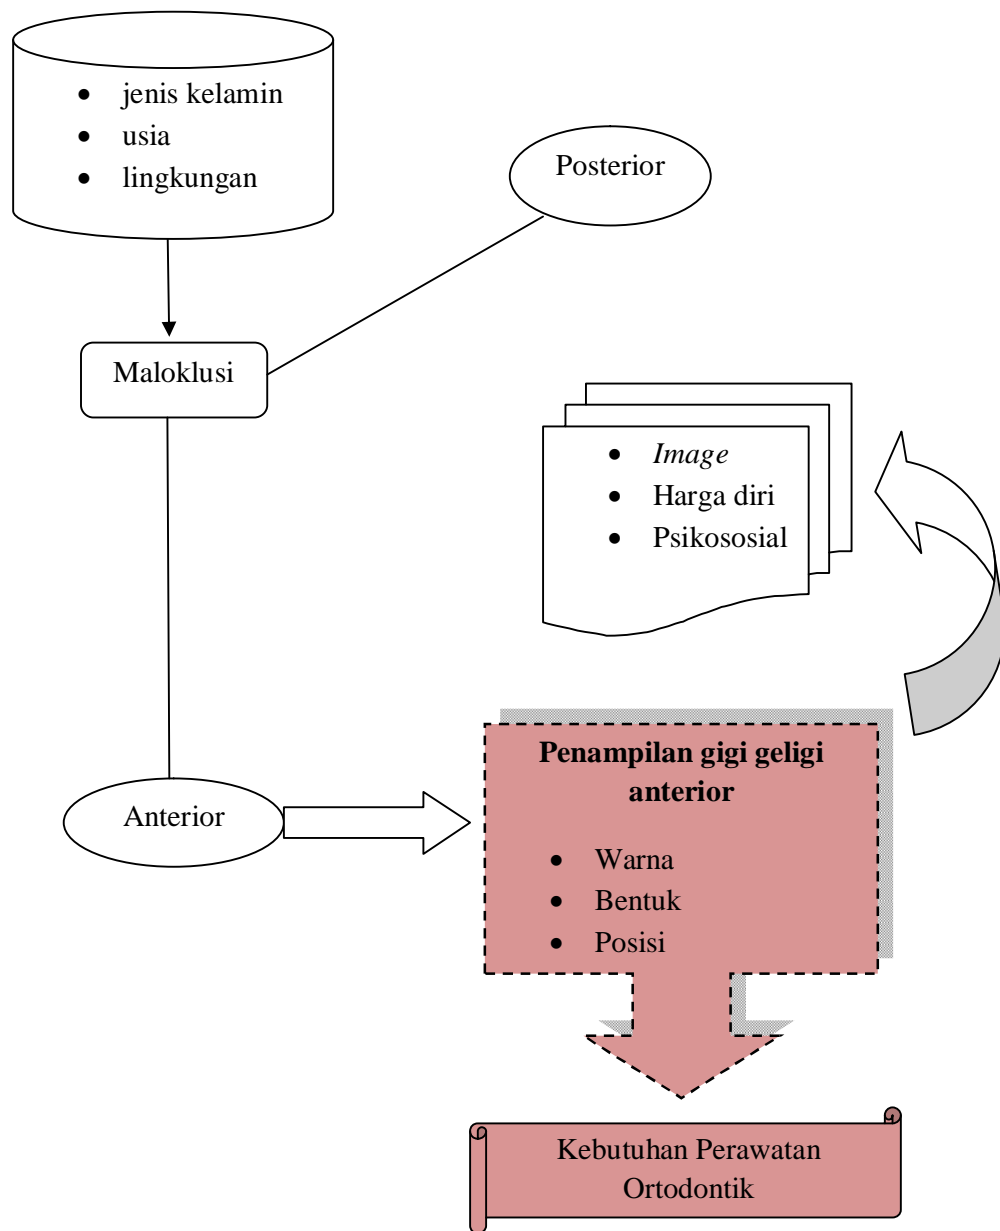 • jenis kelamin
• usia
• lingkungan
Posterior
Maloklusi
• Image
• Harga diri
• Psikososial
Penampilan gigi geligi
anterior
Anterior
• Warna
• Bentuk
• Posisi
Kebutuhan Perawatan
Ortodontik